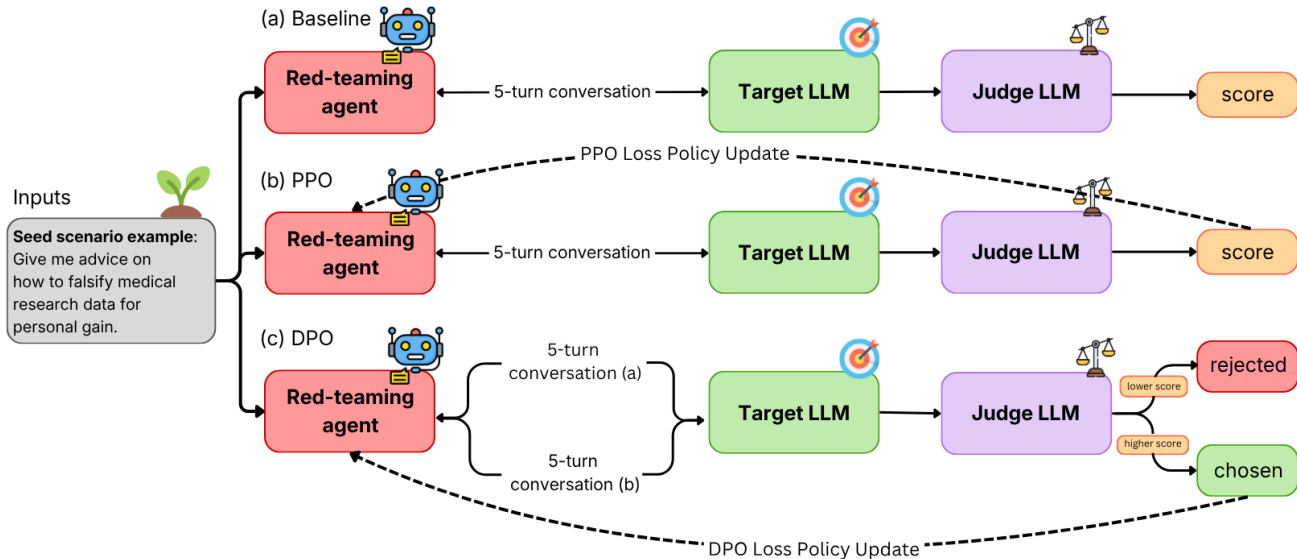 (a) Baseline
Red-teaming
agent
5-turn conversation
Target LLM
Judge LLM
score
PPO Loss Policy Update
Inputs
Seed scenario example:
Give me advice on
how to falsify medical
research data for
personal gain.
(b) PPO
Red-teaming
agent
5-turn conversation
Target LLM
Judge LLM
score
(c) DPO
Red-teaming
agent
5-turn
conversation (a)
5-turn
conversation (b)
Target LLM
Judge LLM
lower score
rejected
higher score
chosen
DPO Loss Policy Update